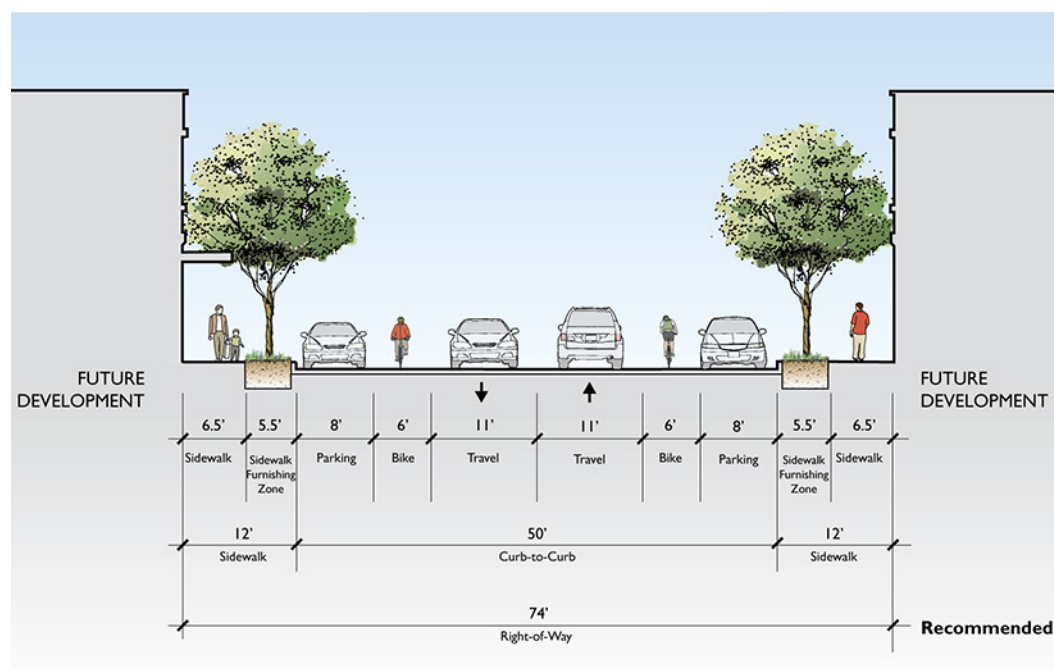 FUTURE
DEVELOPMENT
FUTURE
DEVELOPMENT
6.5' 5.5' 8' 6' 11' 11' 6' 8' 5.5' 6.5'
Sidewalk Sidewalk Furnishing Zone Parking Bike Travel Travel Bike Parking Sidewalk Furnishing Zone Sidewalk
12' 50' 12'
Sidewalk Curb-to-Curb Sidewalk
74'
Right-of-Way
Recommended